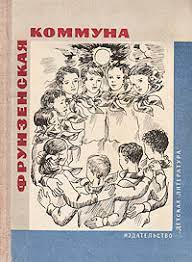 ФРУНЗЕНСКАЯ
КОММУНА
ИЗДАТЕЛЬСТВО
„ДЕТСКАЯ ЛИТЕРАТУРА"